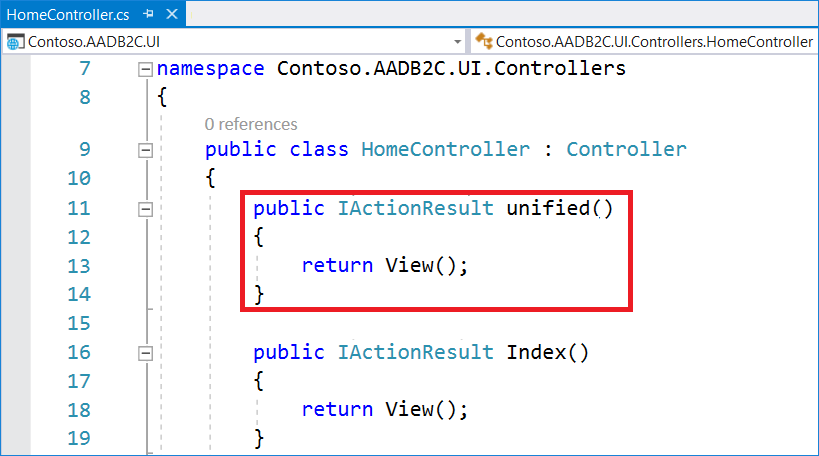 HomeController.cs
Contoso.AADB2C.UI Contoso.AADB2C.UI.Controllers.HomeController
7 namespace Contoso.AADB2C.UI.Controllers
8 {
0 references
9 public class HomeController : Controller
10 {
11 public IActionResult unified()
12 {
13 return View();
14 }
15
16 public IActionResult Index()
17 {
18 return View();
19 }